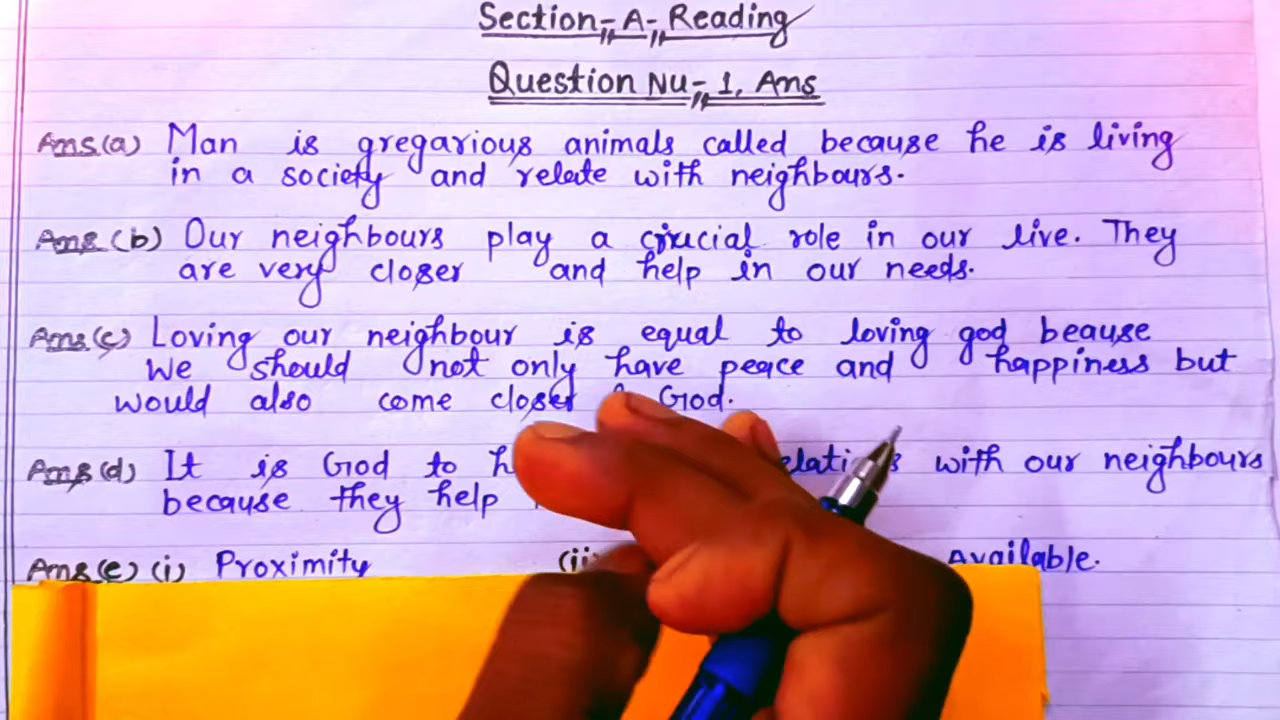 Section-A-Reading
Question Nu-1, Ans
Ans(a) Man is gregarious animals called because he is living
in a society and relate with neighbours.
Ans(b) Our neighbours play a crucial role in our live. They
are very closer and help in our needs.
Ans(c) Loving our neighbour is equal to loving god beause
We should not only have peace and happiness but
would also come closer God.
Ans(d) It is God to with our neighbours
because they help
Ans(e) (i) Proximity (ii) Available.